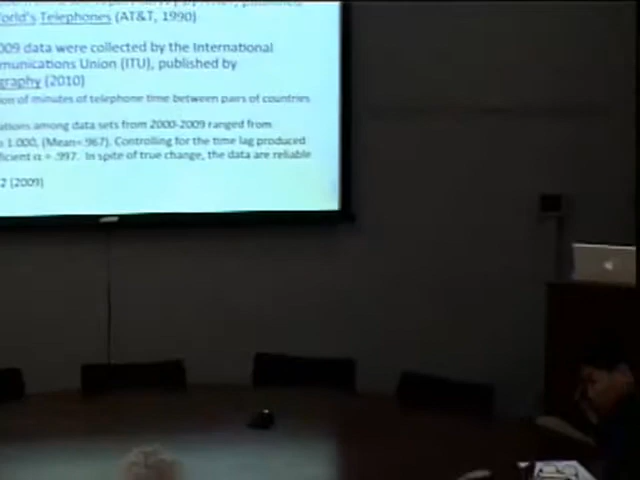 orld's Telephones (AT&T, 1990)
009 data were collected by the International
munications Union (ITU), published by
graphy (2010)
on of minutes of telephone time between pairs of countries
ations among data sets from 2000-2009 ranged from
o 1.000, (Mean=.967). Controlling for the time lag produced
ficient α = .997. In spite of true change, the data are reliable
2 (2009)